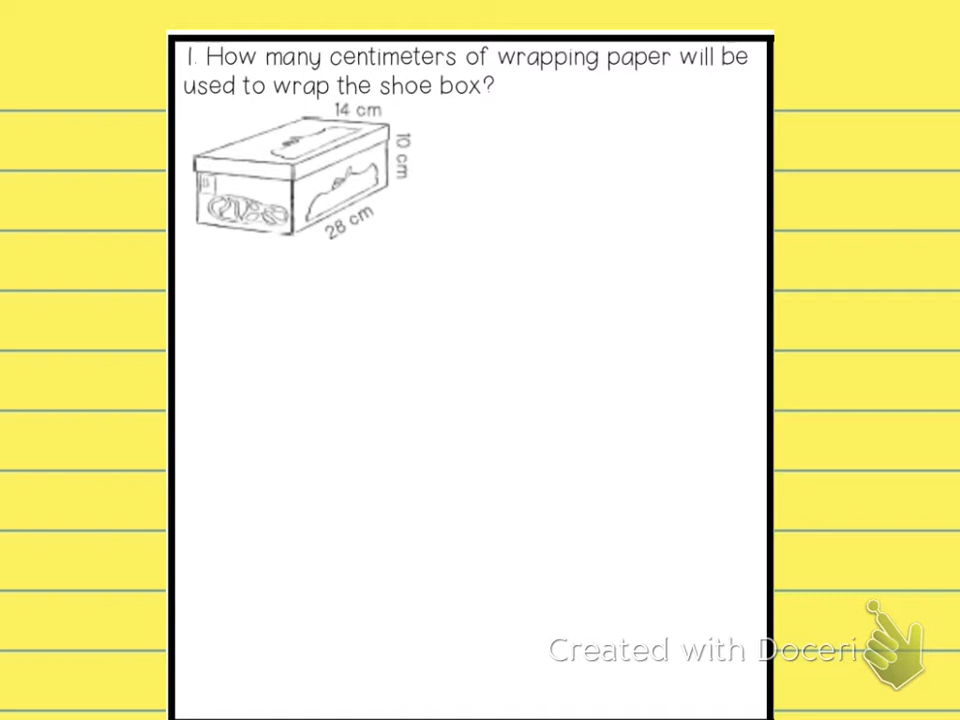 1. How many centimeters of wrapping paper will be
used to wrap the shoe box?
14 cm
10 cm
28 cm
Created with Doceri